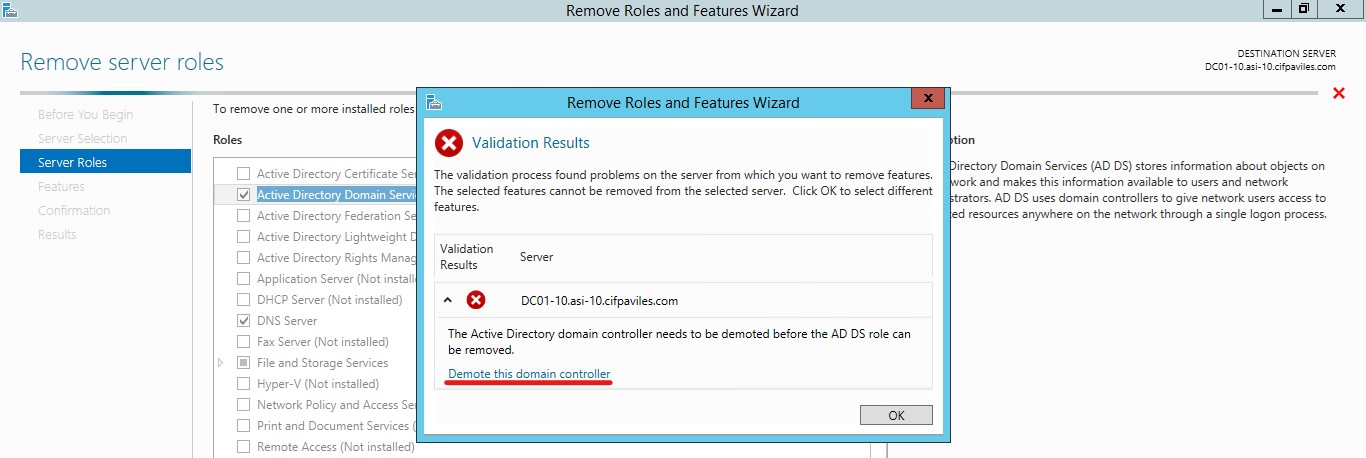 Remove Roles and Features Wizard
Remove server roles
DESTINATION SERVER
DC01-10.asi-10.cifpaviles.com
Before You Begin
Server Selection
Server Roles
Features
Confirmation
Results
To remove one or more installed roles
Roles
Active Directory Certificate Ser
Active Directory Domain Servi
Active Directory Federation Se
Active Directory Lightweight D
Active Directory Rights Manag
Application Server (Not install
DHCP Server (Not installed)
DNS Server
Fax Server (Not installed)
File and Storage Services
Hyper-V (Not installed)
Network Policy and Access Ser
Print and Document Services (
Remote Access (Not installed)
Remove Roles and Features Wizard
Validation Results
The validation process found problems on the server from which you want to remove features.
The selected features cannot be removed from the selected server. Click OK to select different
features.
Validation
Results
Server
DC01-10.asi-10.cifpaviles.com
The Active Directory domain controller needs to be demoted before the AD DS role can
be removed.
Demote this domain controller
OK
ption
Directory Domain Services (AD DS) stores information about objects on
work and makes this information available to users and network
istrators. AD DS uses domain controllers to give network users access to
ted resources anywhere on the network through a single logon process.